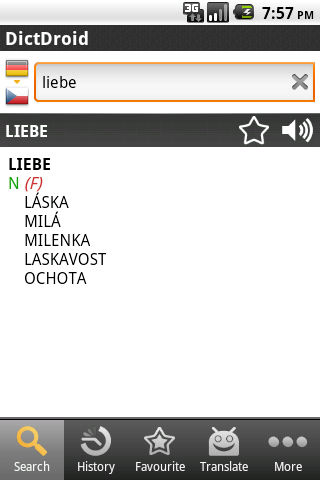 3G 7:57 PM
DictDroid
liebe
LIEBE
LIEBE
N (F)
LÁSKA
MILÁ
MILENKA
LASKAVOST
OCHOTA
Search History Favourite Translate More